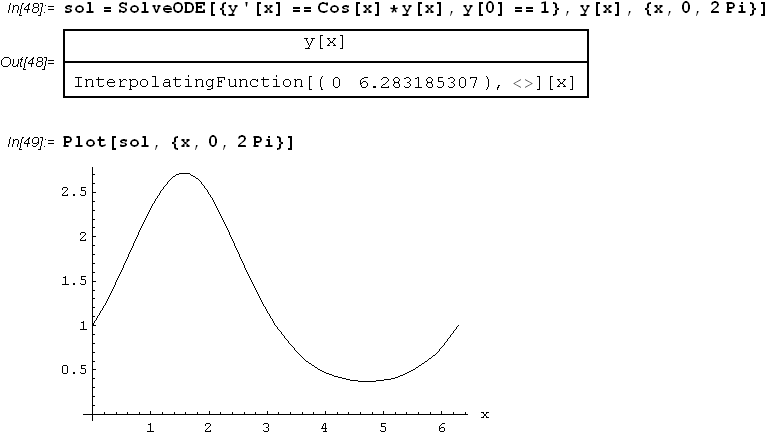 In[48]:= sol = SolveODE[{y'[x] == Cos[x] * y[x], y[0] == 1}, y[x], {x, 0, 2 Pi}]
y[x]
Out[48]=
InterpolatingFunction[( 0 6.283185307 ), <>][x]
In[49]:= Plot[sol, {x, 0, 2 Pi}]
2.5
2
1.5
1
0.5
x
1 2 3 4 5 6